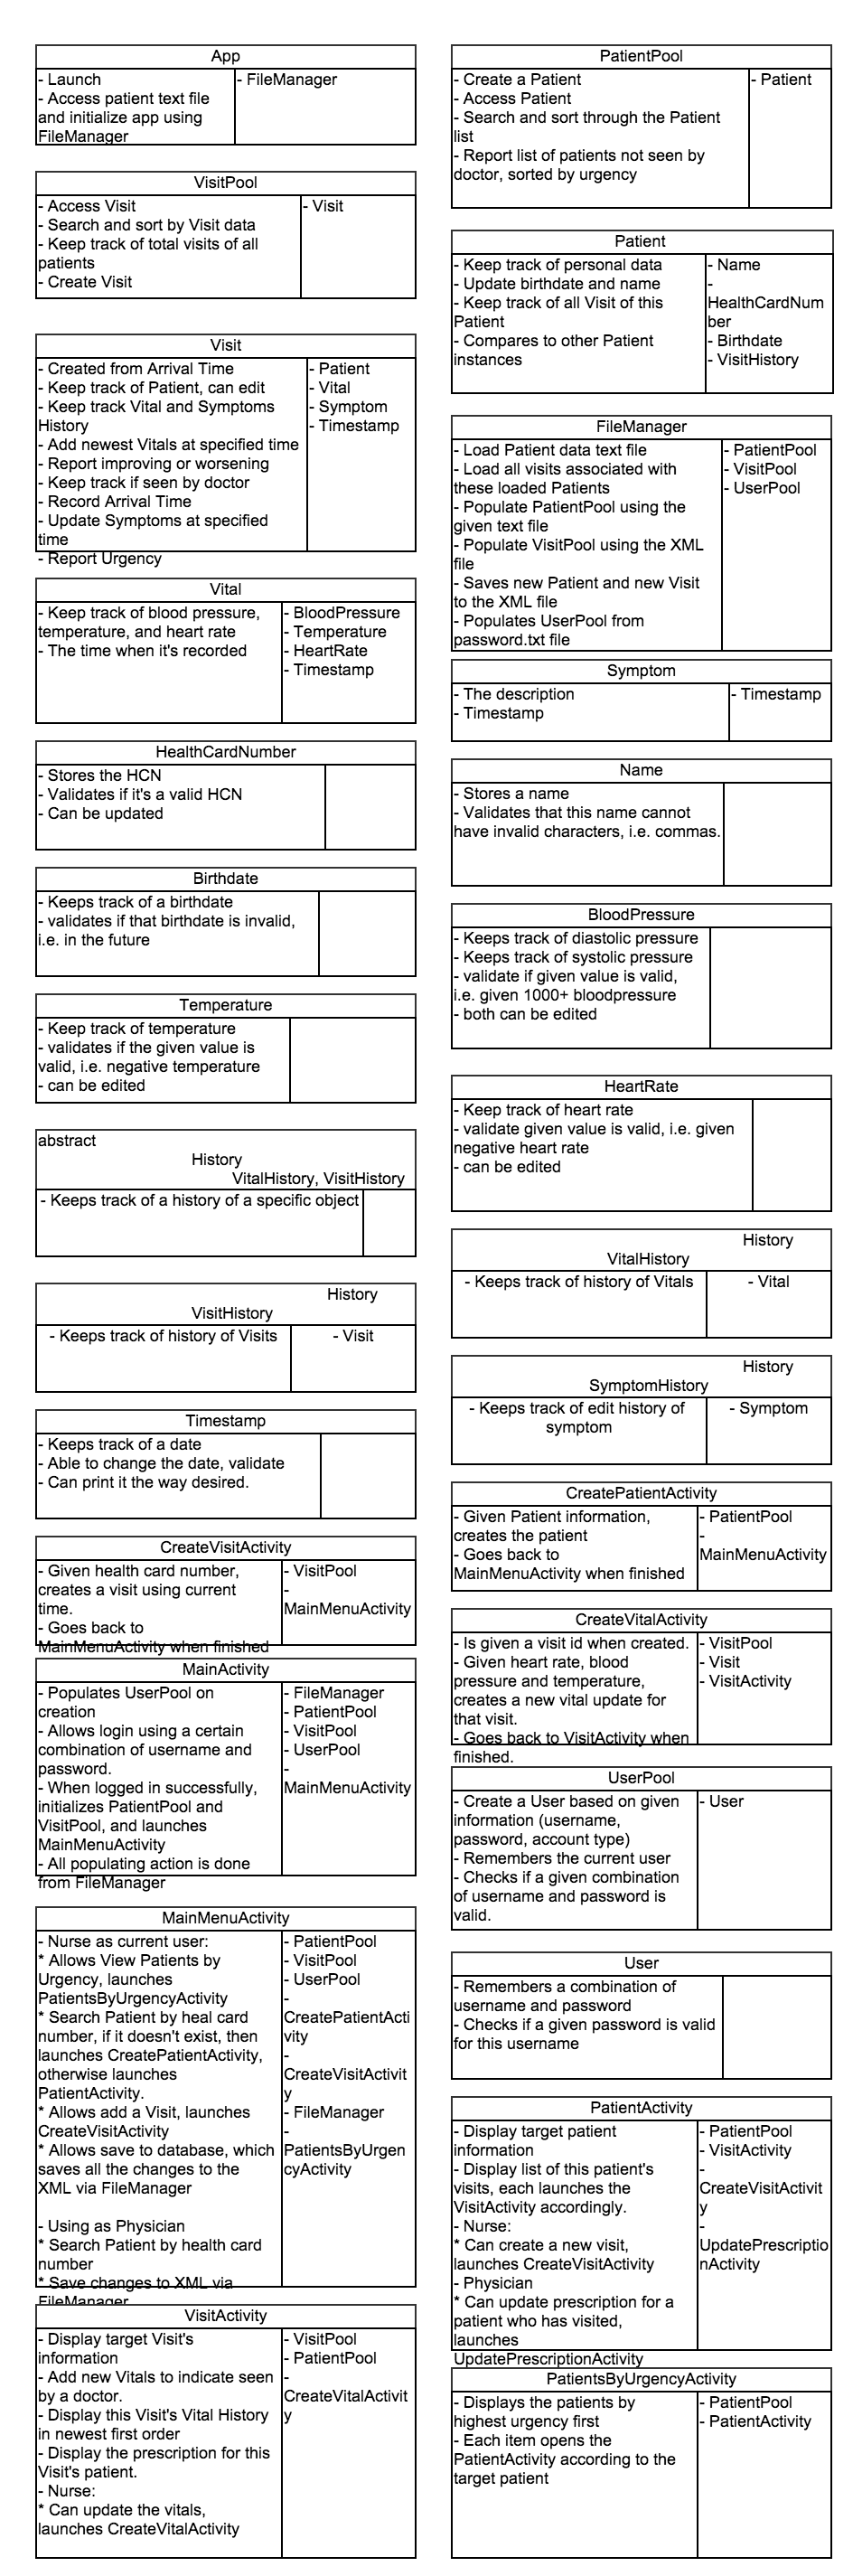 App
- Launch
- Access patient text file
and initialize app using
FileManager
- FileManager
VisitPool
- Access Visit
- Search and sort by Visit data
- Keep track of total visits of all
patients
- Create Visit
- Visit
Visit
- Created from Arrival Time
- Keep track of Patient, can edit
- Keep track Vital and Symptoms
History
- Add newest Vitals at specified time
- Report improving or worsening
- Keep track if seen by doctor
- Record Arrival Time
- Update Symptoms at specified
time
- Report Urgency
- Patient
- Vital
- Symptom
- Timestamp
Vital
- Keep track of blood pressure,
temperature, and heart rate
- The time when it's recorded
- BloodPressure
- Temperature
- HeartRate
- Timestamp
HealthCardNumber
- Stores the HCN
- Validates if it's a valid HCN
- Can be updated
Birthdate
- Keeps track of a birthdate
- validates if that birthdate is invalid,
i.e. in the future
Temperature
- Keep track of temperature
- validates if the given value is
valid, i.e. negative temperature
- can be edited
abstract
History
VitalHistory, VisitHistory
- Keeps track of a history of a specific object
History
VisitHistory
- Keeps track of history of Visits
- Visit
Timestamp
- Keeps track of a date
- Able to change the date, validate
- Can print it the way desired.
CreateVisitActivity
- Given health card number,
creates a visit using current
time.
- Goes back to
MainMenuActivity when finished
- VisitPool
-
MainMenuActivity
MainActivity
- Populates UserPool on
creation
- Allows login using a certain
combination of username and
password.
- When logged in successfully,
initializes PatientPool and
VisitPool, and launches
MainMenuActivity
- All populating action is done
from FileManager
- FileManager
- PatientPool
- VisitPool
- UserPool
-
MainMenuActivity
MainMenuActivity
- Nurse as current user:
* Allows View Patients by
Urgency, launches
PatientsByUrgencyActivity
* Search Patient by heal card
number, if it doesn't exist, then
launches CreatePatientActivity,
otherwise launches
PatientActivity.
* Allows add a Visit, launches
CreateVisitActivity
* Allows save to database, which
saves all the changes to the
XML via FileManager
- Using as Physician
* Search Patient by health card
number
* Save changes to XML via
FileManager
- PatientPool
- VisitPool
- UserPool
-
CreatePatientActi
vity
-
CreateVisitActivit
y
- FileManager
-
PatientsByUrgen
cyActivity
VisitActivity
- Display target Visit's
information
- Add new Vitals to indicate seen
by a doctor.
- Display this Visit's Vital History
in newest first order
- Display the prescription for this
Visit's patient.
- Nurse:
* Can update the vitals,
launches CreateVitalActivity
- VisitPool
- PatientPool
-
CreateVitalActivit
y
PatientPool
- Create a Patient
- Access Patient
- Search and sort through the Patient
list
- Report list of patients not seen by
doctor, sorted by urgency
- Patient
Patient
- Keep track of personal data
- Update birthdate and name
- Keep track of all Visit of this
Patient
- Compares to other Patient
instances
- Name
-
HealthCardNum
ber
- Birthdate
- VisitHistory
FileManager
- Load Patient data text file
- Load all visits associated with
these loaded Patients
- Populate PatientPool using the
given text file
- Populate VisitPool using the XML
file
- Saves new Patient and new Visit
to the XML file
- Populates UserPool from
password.txt file
- PatientPool
- VisitPool
- UserPool
Symptom
- The description
- Timestamp
- Timestamp
Name
- Stores a name
- Validates that this name cannot
have invalid characters, i.e. commas.
BloodPressure
- Keeps track of diastolic pressure
- Keeps track of systolic pressure
- validate if given value is valid,
i.e. given 1000+ bloodpressure
- both can be edited
HeartRate
- Keep track of heart rate
- validate given value is valid, i.e. given
negative heart rate
- can be edited
History
VitalHistory
- Keeps track of history of Vitals
- Vital
History
SymptomHistory
- Keeps track of edit history of
symptom
- Symptom
CreatePatientActivity
- Given Patient information,
creates the patient
- Goes back to
MainMenuActivity when finished
- PatientPool
-
MainMenuActivity
CreateVitalActivity
- Is given a visit id when created.
- Given heart rate, blood
pressure and temperature,
creates a new vital update for
that visit.
- Goes back to VisitActivity when
finished.
- VisitPool
- Visit
- VisitActivity
UserPool
- Create a User based on given
information (username,
password, account type)
- Remembers the current user
- Checks if a given combination
of username and password is
valid.
- User
User
- Remembers a combination of
username and password
- Checks if a given password is valid
for this username
PatientActivity
- Display target patient
information
- Display list of this patient's
visits, each launches the
VisitActivity accordingly.
- Nurse:
* Can create a new visit,
launches CreateVisitActivity
- Physician
* Can update prescription for a
patient who has visited,
launches
UpdatePrescriptionActivity
- PatientPool
- VisitActivity
-
CreateVisitActivit
y
-
UpdatePrescriptio
nActivity
PatientsByUrgencyActivity
- Displays the patients by
highest urgency first
- Each item opens the
PatientActivity according to the
target patient
- PatientPool
- PatientActivity